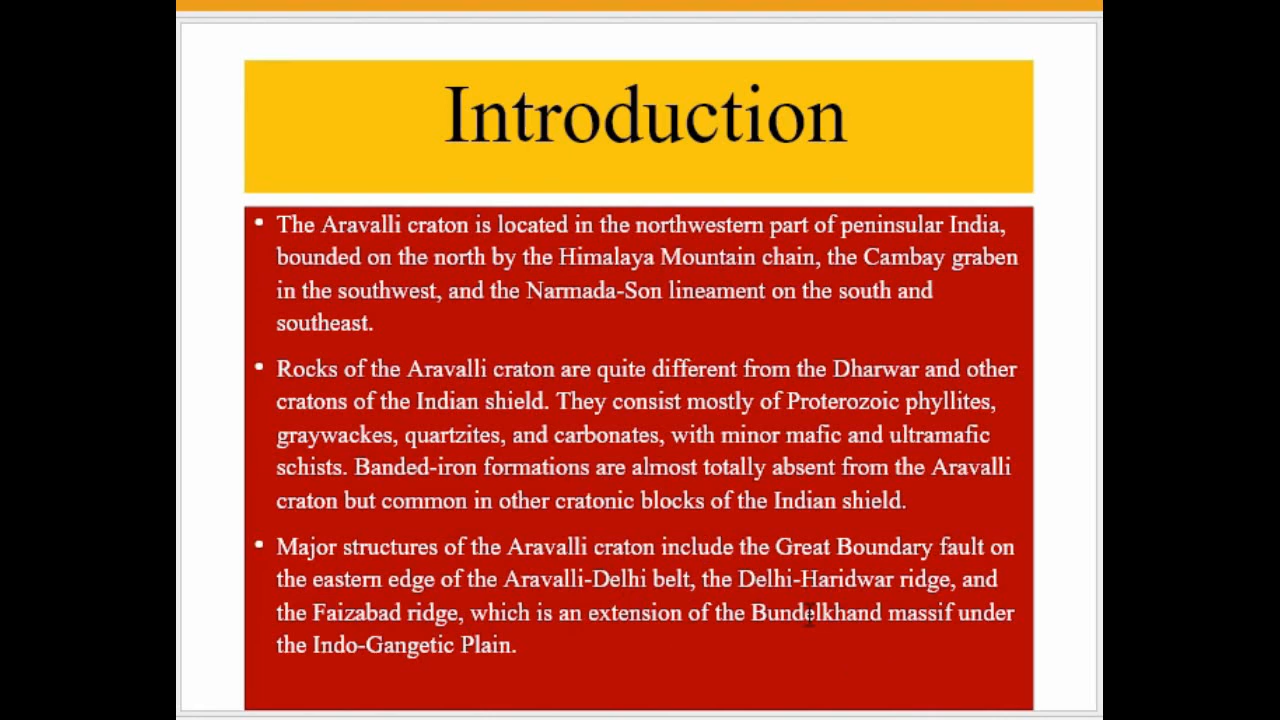 Introduction
• The Aravalli craton is located in the northwestern part of peninsular India,
bounded on the north by the Himalaya Mountain chain, the Cambay graben
in the southwest, and the Narmada-Son lineament on the south and
southeast.
• Rocks of the Aravalli craton are quite different from the Dharwar and other
cratons of the Indian shield. They consist mostly of Proterozoic phyllites,
graywackes, quartzites, and carbonates, with minor mafic and ultramafic
schists. Banded-iron formations are almost totally absent from the Aravalli
craton but common in other cratonic blocks of the Indian shield.
• Major structures of the Aravalli craton include the Great Boundary fault on
the eastern edge of the Aravalli-Delhi belt, the Delhi-Haridwar ridge, and
the Faizabad ridge, which is an extension of the Bundelkhand massif under
the Indo-Gangetic Plain.